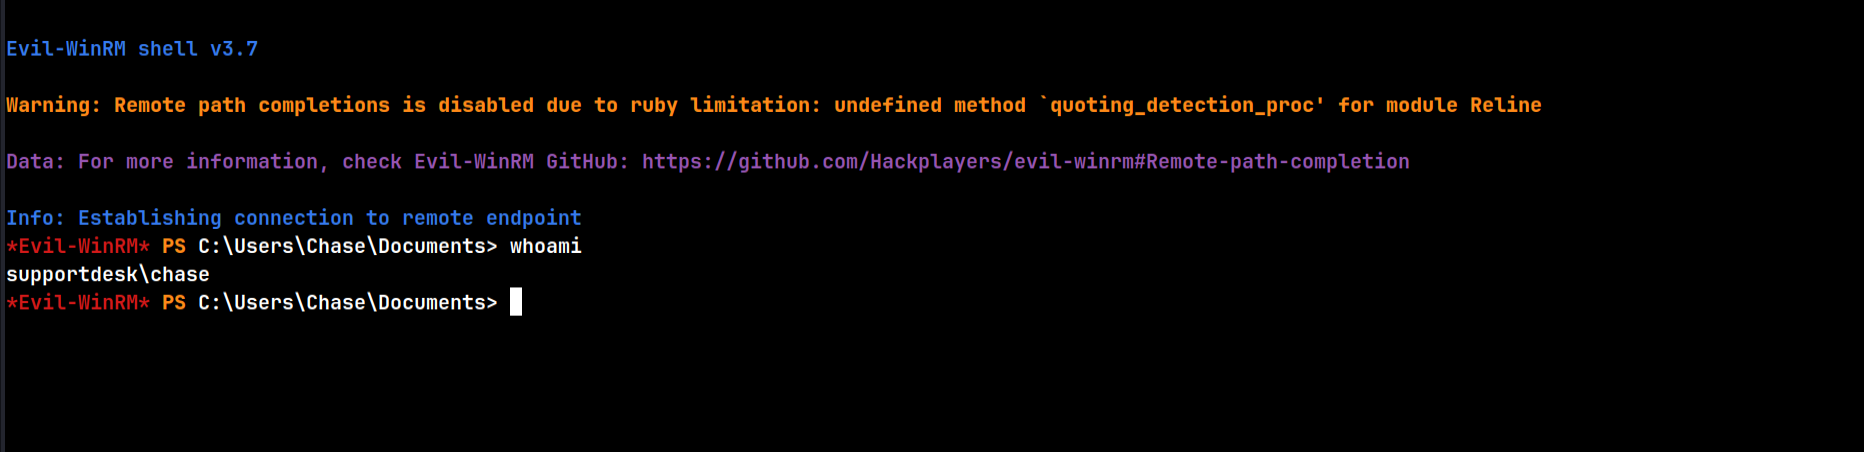 Evil-WinRM shell v3.7
Warning: Remote path completions is disabled due to ruby limitation: undefined method `quoting_detection_proc' for module Reline
Data: For more information, check Evil-WinRM GitHub: https://github.com/Hackplayers/evil-winrm#Remote-path-completion
Info: Establishing connection to remote endpoint
*Evil-WinRM* PS C:\Users\Chase\Documents> whoami
supportdesk\chase
*Evil-WinRM* PS C:\Users\Chase\Documents>